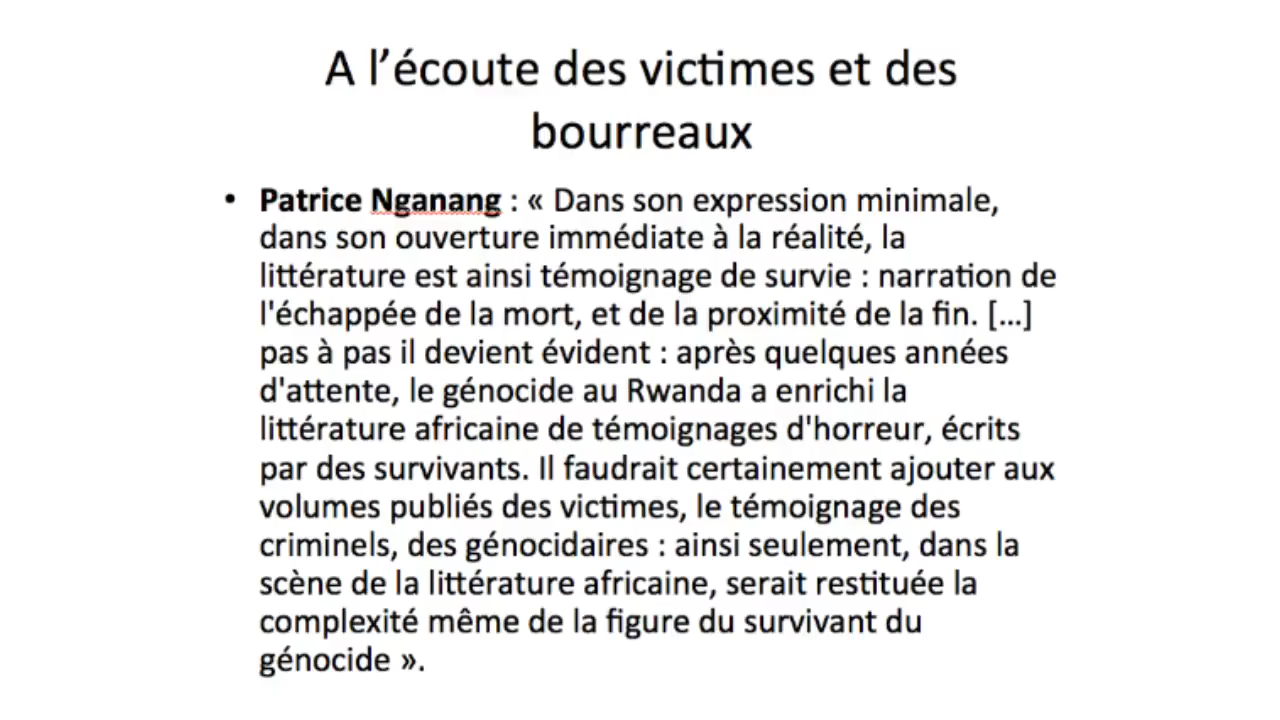 A l’écoute des victimes et des
bourreaux
• Patrice Nganang : « Dans son expression minimale,
dans son ouverture immédiate à la réalité, la
littérature est ainsi témoignage de survie : narration de
l'échappée de la mort, et de la proximité de la fin. […]
pas à pas il devient évident : après quelques années
d'attente, le génocide au Rwanda a enrichi la
littérature africaine de témoignages d'horreur, écrits
par des survivants. Il faudrait certainement ajouter aux
volumes publiés des victimes, le témoignage des
criminels, des génocidaires : ainsi seulement, dans la
scène de la littérature africaine, serait restituée la
complexité même de la figure du survivant du
génocide ».